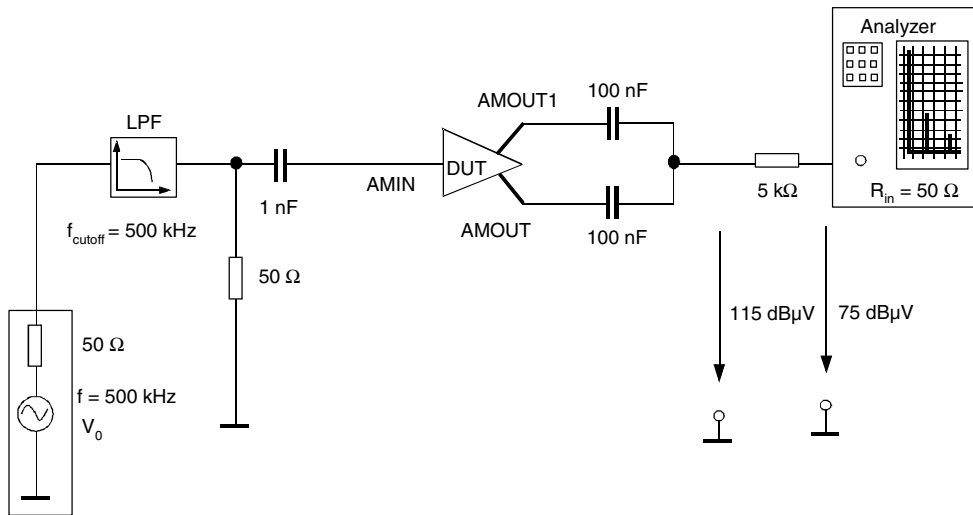 Analyzer
LPF
AMOUT1
100 nF
DUT
AMIN
1 nF
5 kΩ
R_in = 50 Ω
f_cutoff = 500 kHz
AMOUT
100 nF
50 Ω
115 dBµV
75 dBµV
50 Ω
f = 500 kHz
V_0